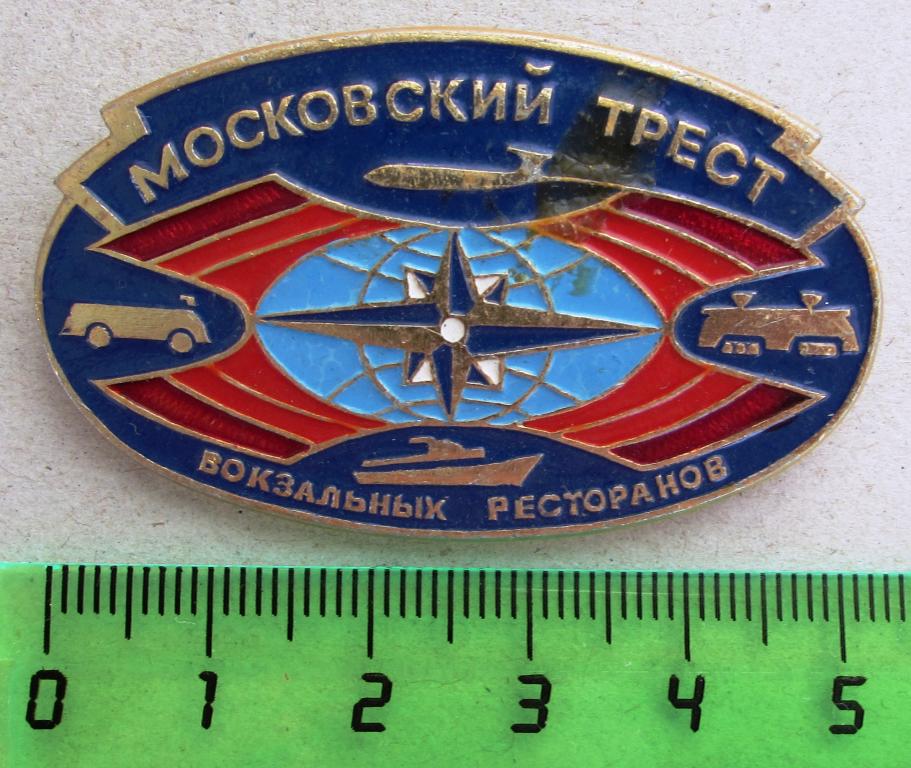 МОСКОВСКИЙ ТРЕСТ
ВОКЗАЛЬНЫХ РЕСТОРАНОВ
0 1 2 3 4 5